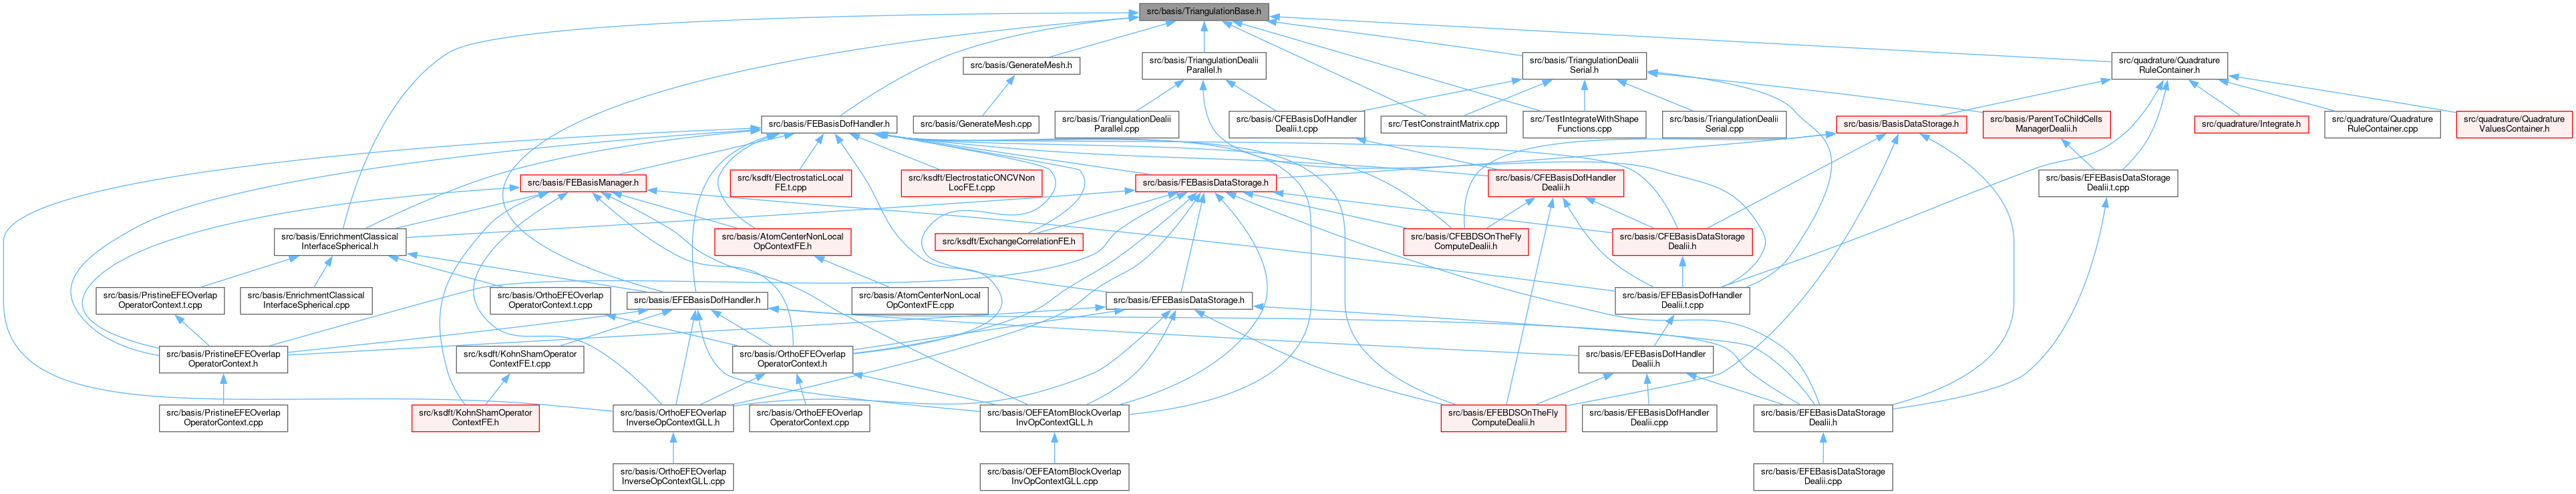 src/basis/TriangulationBase.h
src/basis/GenerateMesh.h
src/basis/TriangulationDealii
Parallel.h
src/basis/TriangulationDealii
Serial.h
src/quadrature/Quadrature
RuleContainer.h
src/basis/FEBasisDofHandler.h
src/basis/GenerateMesh.cpp
src/basis/TriangulationDealii
Parallel.cpp
src/basis/CFEBasisDofHandler
Dealii.t.cpp
src/TestConstraintMatrix.cpp
src/TestIntegrateWithShape
Functions.cpp
src/basis/TriangulationDealii
Serial.cpp
src/basis/BasisDataStorage.h
src/basis/ParentToChildCells
ManagerDealii.h
src/quadrature/Integrate.h
src/quadrature/Quadrature
RuleContainer.cpp
src/quadrature/Quadrature
ValuesContainer.h
src/basis/FEBasisManager.h
src/ksdft/ElectrostaticLocal
FE.t.cpp
src/ksdft/ElectrostaticONCVNon
LocFE.t.cpp
src/basis/FEBasisDataStorage.h
src/basis/CFEBasisDofHandler
Dealii.h
src/basis/EFEBasisDataStorage
Dealii.t.cpp
src/basis/EnrichmentClassical
InterfaceSpherical.h
src/basis/AtomCenterNonLocal
OpContextFE.h
src/ksdft/ExchangeCorrelationFE.h
src/basis/CFEBDSOnTheFly
ComputeDealii.h
src/basis/CFEBasisDataStorage
Dealii.h
src/basis/PristineEFEOverlap
OperatorContext.t.cpp
src/basis/EnrichmentClassical
InterfaceSpherical.cpp
src/basis/OrthoEFEOverlap
OperatorContext.t.cpp
src/basis/EFEBasisDofHandler.h
src/basis/AtomCenterNonLocal
OpContextFE.cpp
src/basis/EFEBasisDataStorage.h
src/basis/EFEBasisDofHandler
Dealii.t.cpp
src/basis/PristineEFEOverlap
OperatorContext.h
src/ksdft/KohnShamOperator
ContextFE.t.cpp
src/basis/OrthoEFEOverlap
OperatorContext.h
src/basis/EFEBasisDofHandler
Dealii.h
src/basis/PristineEFEOverlap
OperatorContext.cpp
src/ksdft/KohnShamOperator
ContextFE.h
src/basis/OrthoEFEOverlap
InverseOpContextGLL.h
src/basis/OrthoEFEOverlap
OperatorContext.cpp
src/basis/OEFEAtomBlockOverlap
InvOpContextGLL.h
src/basis/EFEBDSOnTheFly
ComputeDealii.h
src/basis/EFEBasisDofHandler
Dealii.cpp
src/basis/EFEBasisDataStorage
Dealii.h
src/basis/OrthoEFEOverlap
InverseOpContextGLL.cpp
src/basis/OEFEAtomBlockOverlap
InvOpContextGLL.cpp
src/basis/EFEBasisDataStorage
Dealii.cpp